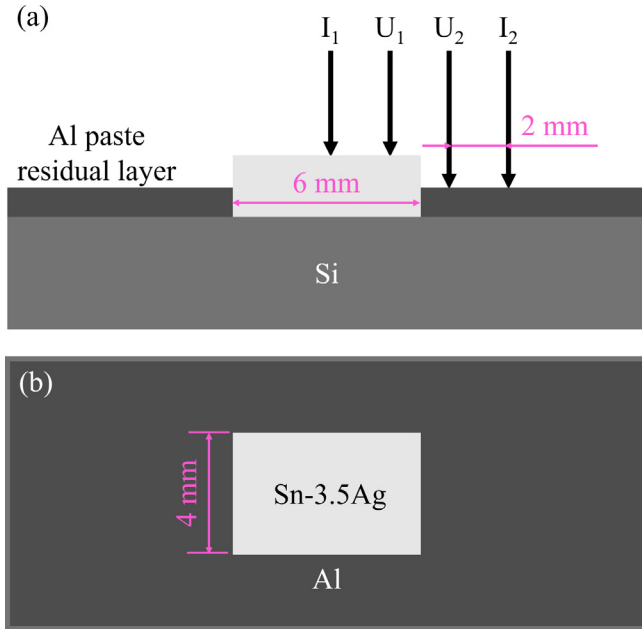 (a)
I₁ U₁ U₂ I₂
2 mm
Al paste
residual layer
6 mm
Si
(b)
4 mm
Sn-3.5Ag
Al